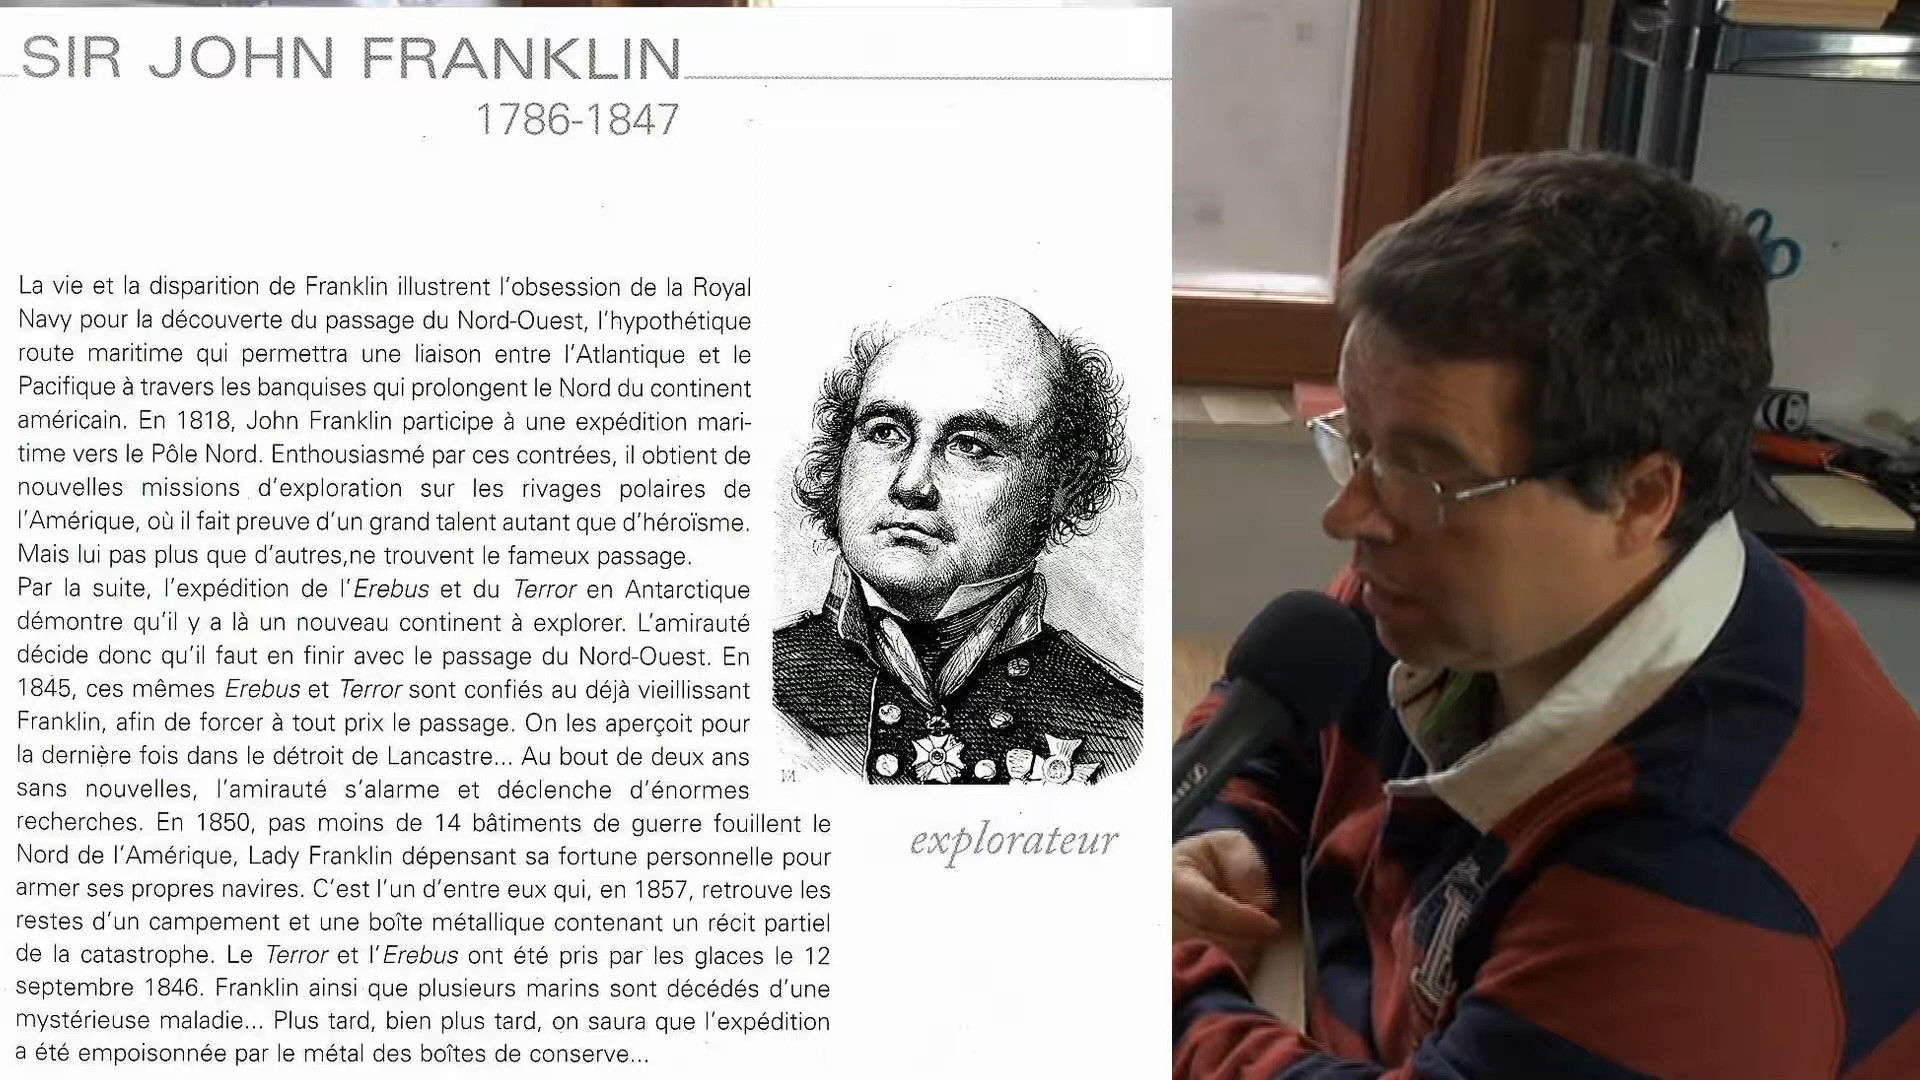 SIR JOHN FRANKLIN
1786-1847
La vie et la disparition de Franklin illustrent l'obsession de la Royal
Navy pour la découverte du passage du Nord-Ouest, l'hypothétique
route maritime qui permettra une liaison entre l'Atlantique et le
Pacifique à travers les banquises qui prolongent le Nord du continent
américain. En 1818, John Franklin participe à une expédition mari-
time vers le Pôle Nord. Enthousiasmé par ces contrées, il obtient de
nouvelles missions d'exploration sur les rivages polaires de
l'Amérique, où il fait preuve d'un grand talent autant que d'héroïsme.
Mais lui pas plus que d'autres,ne trouvent le fameux passage.
Par la suite, l'expédition de l'Erebus et du Terror en Antarctique
démontre qu'il y a là un nouveau continent à explorer. L'amirauté
décide donc qu'il faut en finir avec le passage du Nord-Ouest. En
1845, ces mêmes Erebus et Terror sont confiés au déjà vieillissant
Franklin, afin de forcer à tout prix le passage. On les aperçoit pour
la dernière fois dans le détroit de Lancastre... Au bout de deux ans
sans nouvelles, l'amirauté s'alarme et déclenche d'énormes
recherches. En 1850, pas moins de 14 bâtiments de guerre fouillent le
Nord de l'Amérique, Lady Franklin dépensant sa fortune personnelle pour
armer ses propres navires. C'est l'un d'entre eux qui, en 1857, retrouve les
restes d'un campement et une boîte métallique contenant un récit partiel
de la catastrophe. Le Terror et l'Erebus ont été pris par les glaces le 12
septembre 1846. Franklin ainsi que plusieurs marins sont décédés d'une
mystérieuse maladie... Plus tard, bien plus tard, on saura que l'expédition
a été empoisonnée par le métal des boîtes de conserve...
explorateur